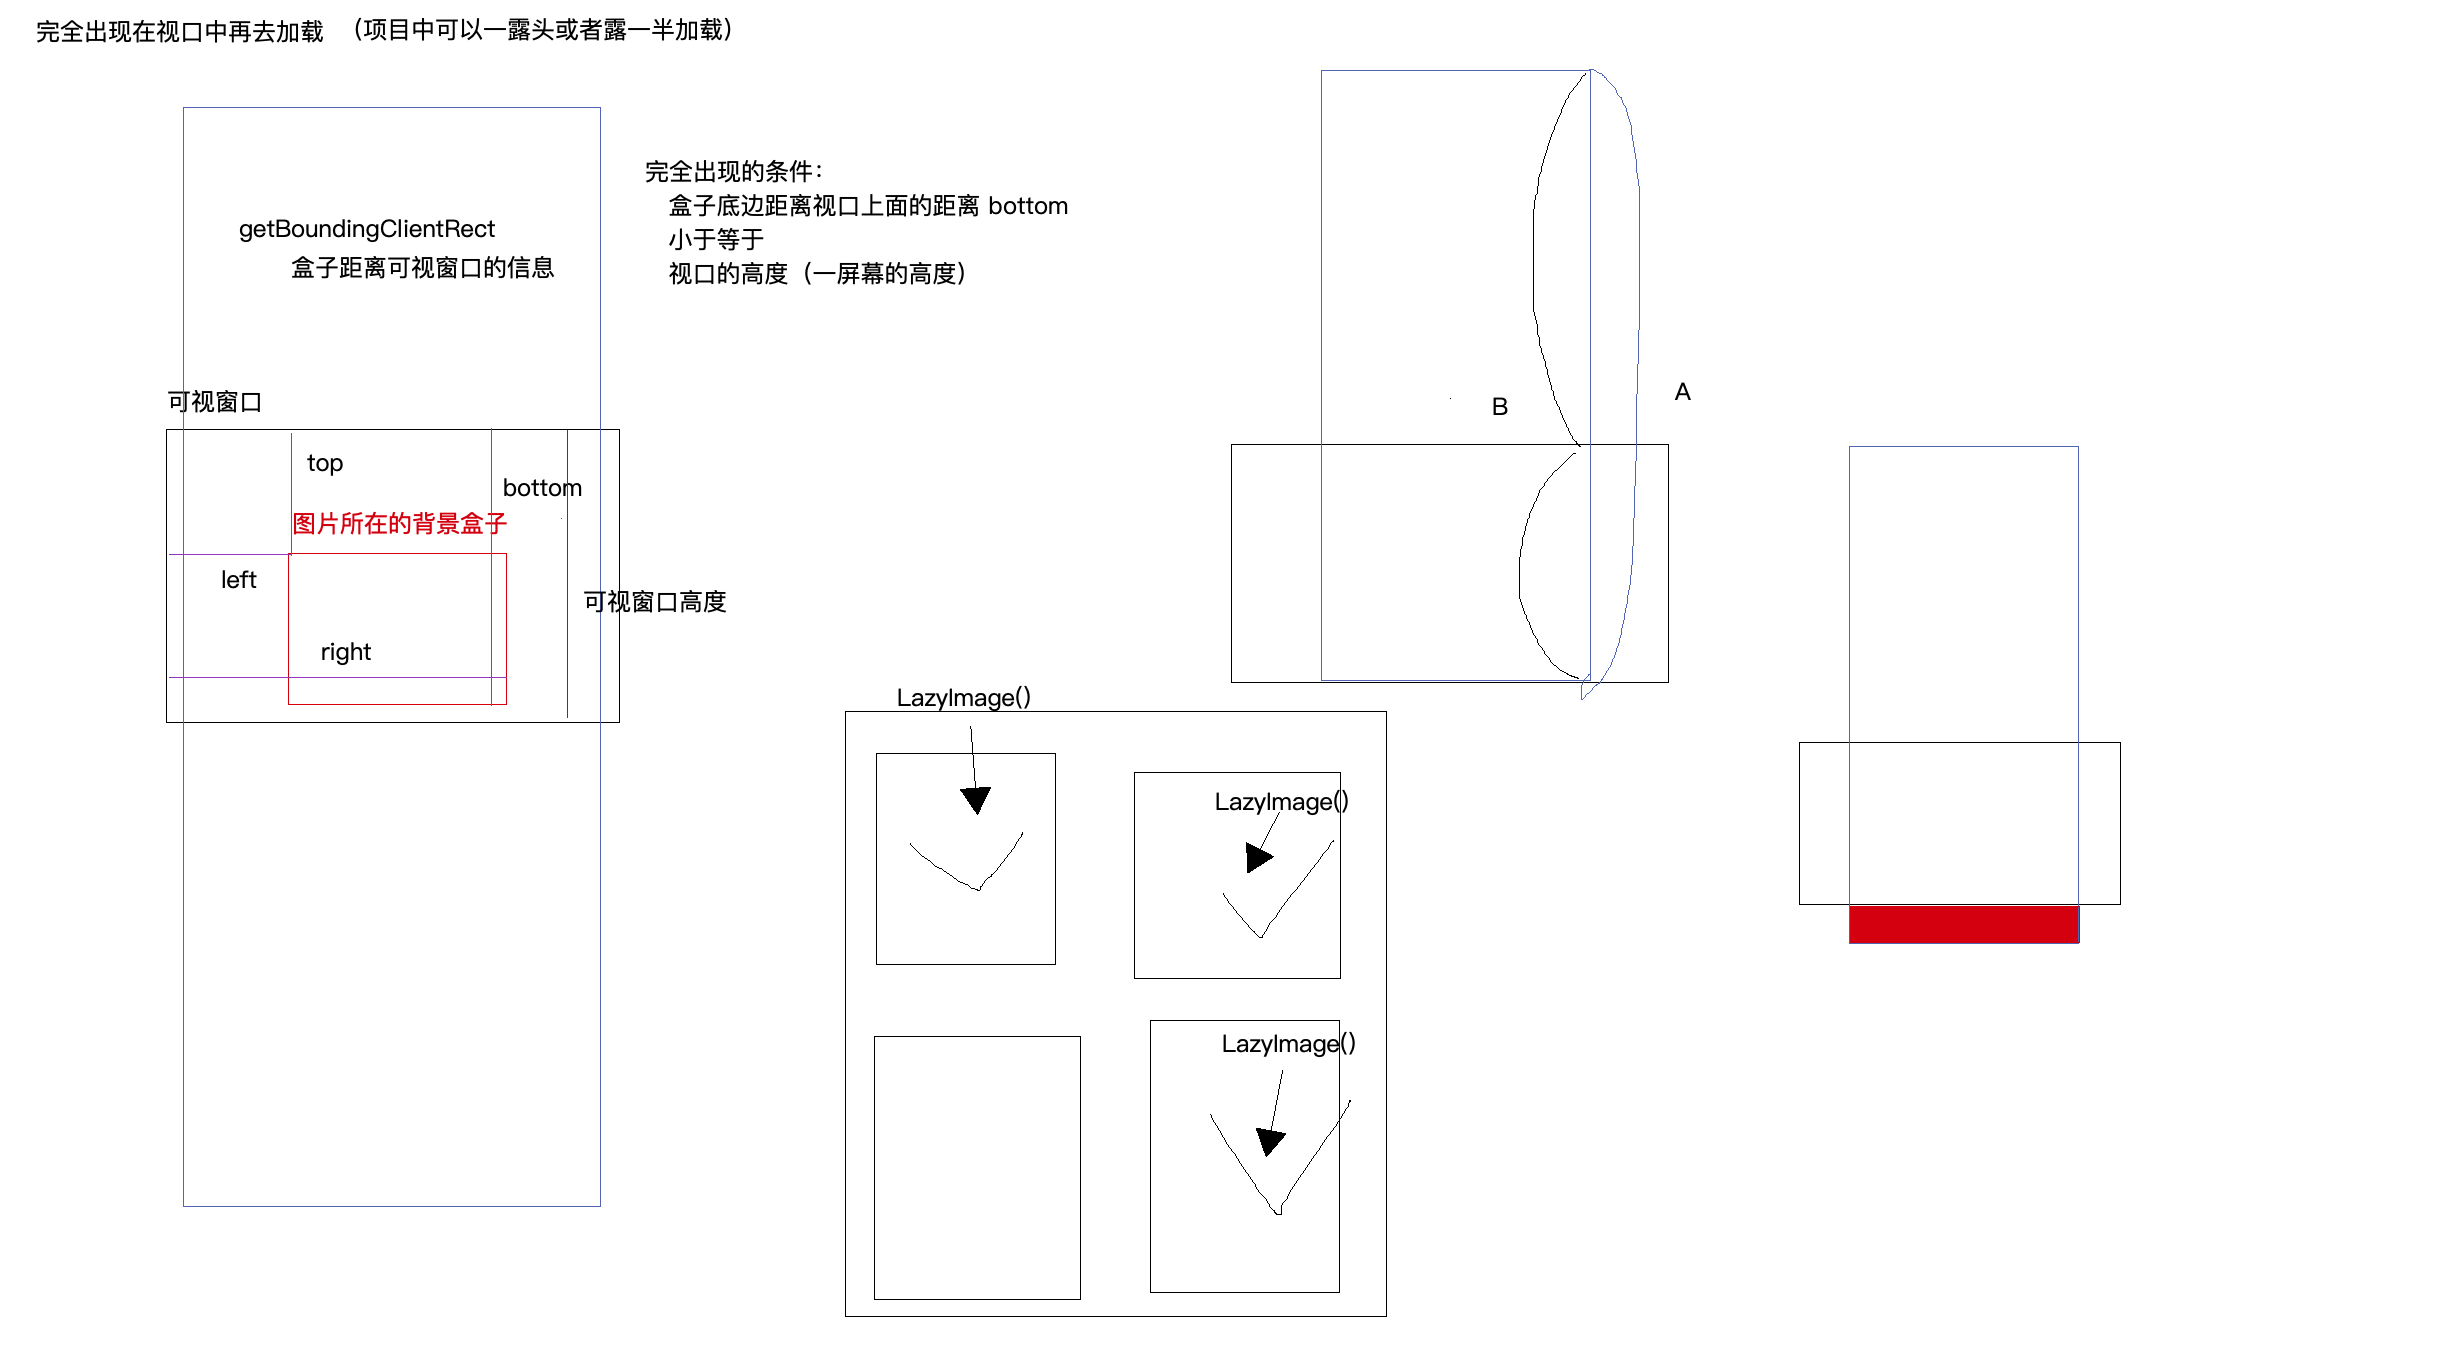 完全出现在视口中再去加载 （项目中可以一露头或者露一半加载）
getBoundingClientRect
盒子距离可视窗口的信息
完全出现的条件：
盒子底边距离视口上面的距离 bottom
小于等于
视口的高度（一屏幕的高度）
可视窗口
top
bottom
图片所在的背景盒子
left
可视窗口高度
right
B
A
LazyImage()
LazyImage()
LazyImage()